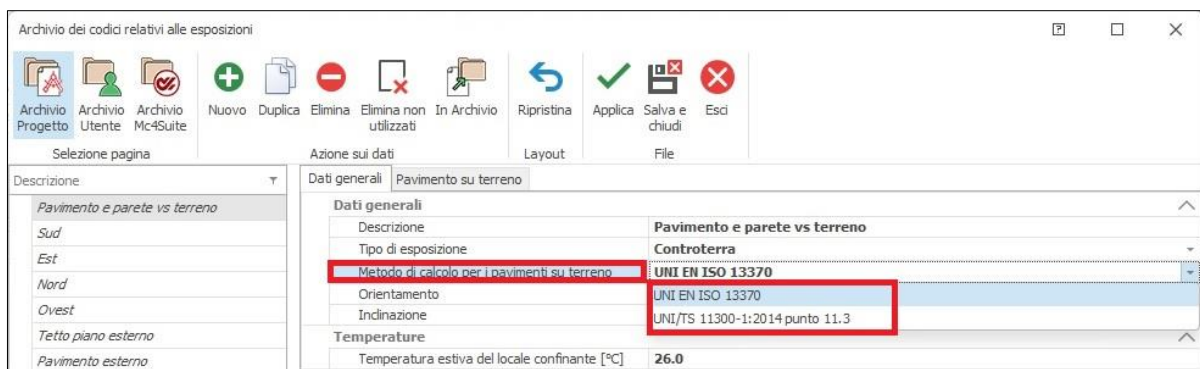 Archivio dei codici relativi alle esposizioni
Archivio Progetto
Archivio Utente
Archivio Mc4Suite
Nuovo
Duplica
Elimina
Elimina non utilizzati
In Archivio
Ripristina
Applica
Salva e chiudi
Esci
Selezione pagina
Azione sui dati
Layout
File
Descrizione
Pavimento e parete vs terreno
Sud
Est
Nord
Ovest
Tetto piano esterno
Pavimento esterno
Dati generali
Pavimento su terreno
Dati generali
Descrizione Pavimento e parete vs terreno
Tipo di esposizione Controterra
Metodo di calcolo per i pavimenti su terreno UNI EN ISO 13370
Orientamento UNI EN ISO 13370
Inclinazione UNI/TS 11300-1:2014 punto 11.3
Temperature
Temperatura estiva del locale confinante [°C] 26.0